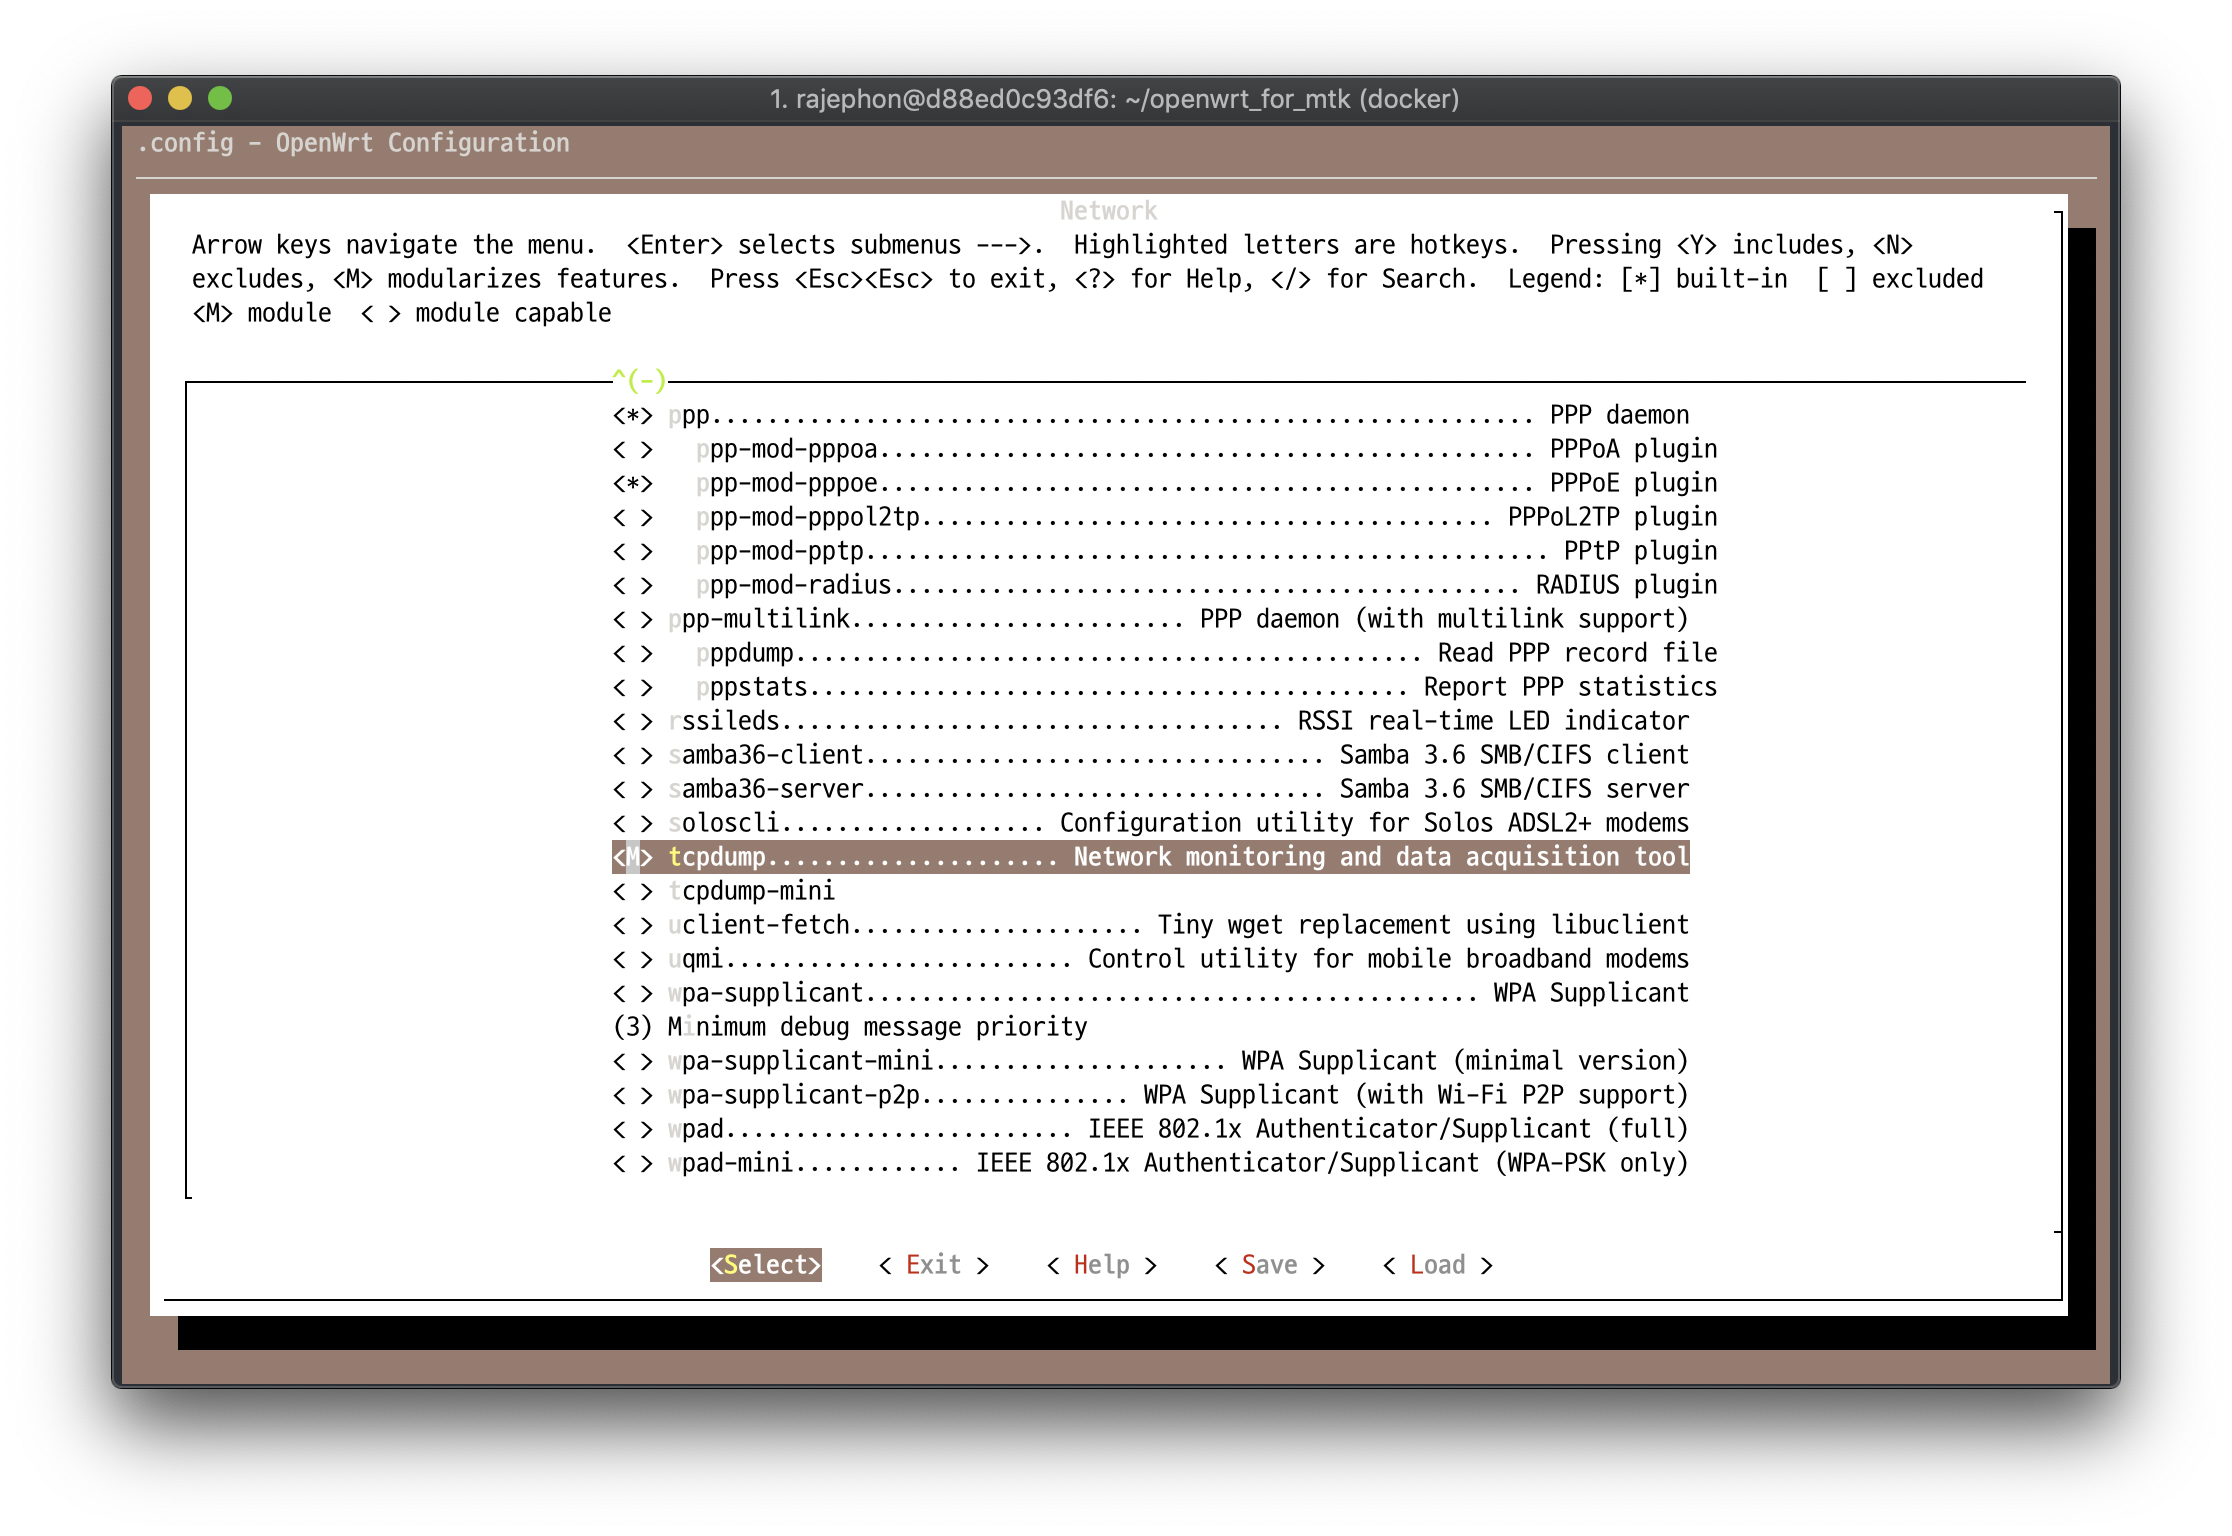 1. rajephon@d88ed0c93df6: ~/openwrt_for_mtk (docker)
.config - OpenWrt Configuration
Network
Arrow keys navigate the menu.  <Enter> selects submenus --->.  Highlighted letters are hotkeys.  Pressing <Y> includes, <N>
excludes, <M> modularizes features.  Press <Esc><Esc> to exit, <?> for Help, </> for Search.  Legend: [*] built-in  [ ] excluded
<M> module  < > module capable
^(-)
<*> ppp........................................................... PPP daemon
< >   ppp-mod-pppoa............................................... PPPoA plugin
<*>   ppp-mod-pppoe............................................... PPPoE plugin
< >   ppp-mod-pppol2tp......................................... PPPoL2TP plugin
< >   ppp-mod-pptp................................................. PPtP plugin
< >   ppp-mod-radius............................................. RADIUS plugin
< > ppp-multilink........................ PPP daemon (with multilink support)
< >   pppdump............................................. Read PPP record file
< >   pppstats........................................... Report PPP statistics
< > rssileds.................................... RSSI real-time LED indicator
< > samba36-client................................. Samba 3.6 SMB/CIFS client
< > samba36-server................................. Samba 3.6 SMB/CIFS server
< > soloscli................... Configuration utility for Solos ADSL2+ modems
<M> tcpdump..................... Network monitoring and data acquisition tool
< > tcpdump-mini
< > uclient-fetch..................... Tiny wget replacement using libuclient
< > uqmi......................... Control utility for mobile broadband modems
< > wpa-supplicant............................................ WPA Supplicant
(3) Minimum debug message priority
< > wpa-supplicant-mini..................... WPA Supplicant (minimal version)
< > wpa-supplicant-p2p............... WPA Supplicant (with Wi-Fi P2P support)
< > wpad......................... IEEE 802.1x Authenticator/Supplicant (full)
< > wpad-mini............ IEEE 802.1x Authenticator/Supplicant (WPA-PSK only)
<Select>    < Exit >    < Help >    < Save >    < Load >